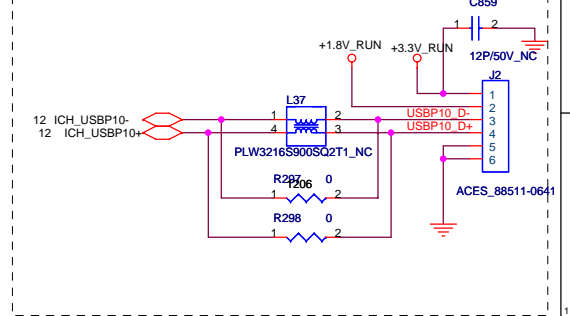 C859
1 2
+1.8V_RUN
+3.3V_RUN
12P/50V_NC
J2
L37
1
2
3
4
5
6
USBP10_D-
USBP10_D+
12 ICH_USBP10-
12 ICH_USBP10+
1 2
4 3
PLW3216S900SQ2T1_NC
R297 0
T206
1 2
ACES_88511-0641
R298 0
1 2
1